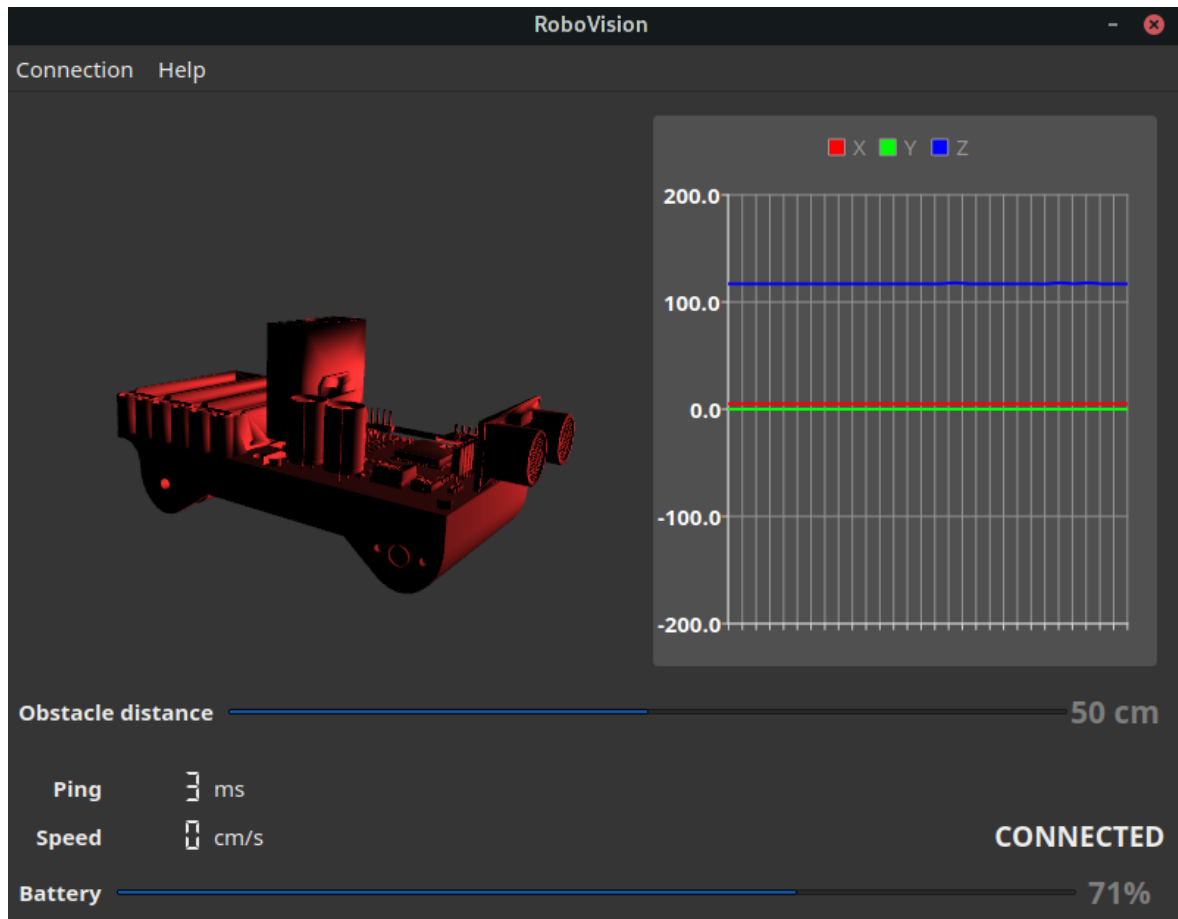 RoboVision
Connection Help
X Y Z
200.0
100.0
0.0
-100.0
-200.0
Obstacle distance 50 cm
Ping 3 ms
Speed 0 cm/s
CONNECTED
Battery 71%